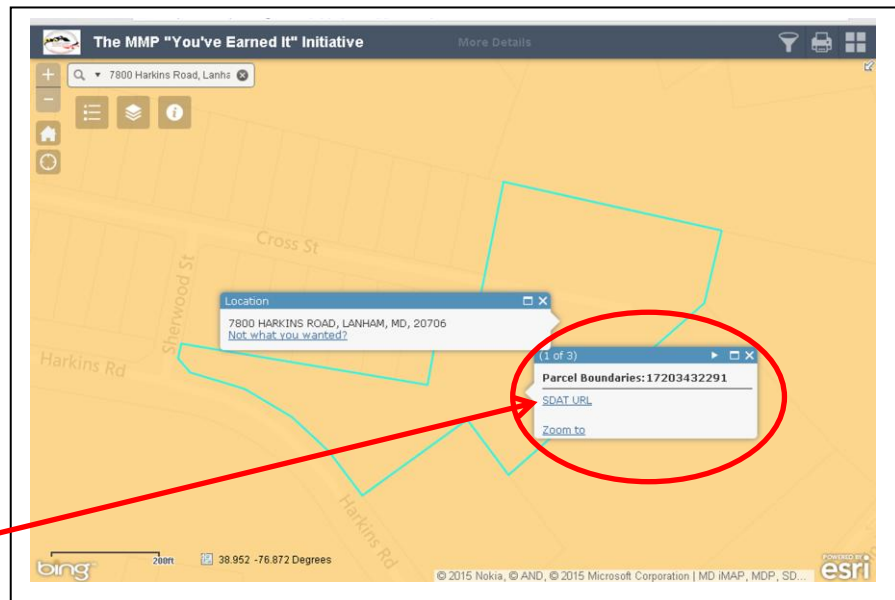 The MMP "You've Earned It" Initiative
More Details
7800 Harkins Road, Lanha
Cross St
Sherwood St
Location
7800 HARKINS ROAD, LANHAM, MD, 20706
Not what you wanted?
(1 of 3)
Parcel Boundaries:17203432291
SDAT URL
Zoom to
Harkins Rd
Harkins Rd
200ft
38.952 -76.872 Degrees
bing
© 2015 Nokia, © AND, © 2015 Microsoft Corporation | MD iMAP, MDP, SD...
POWERED BY
esri